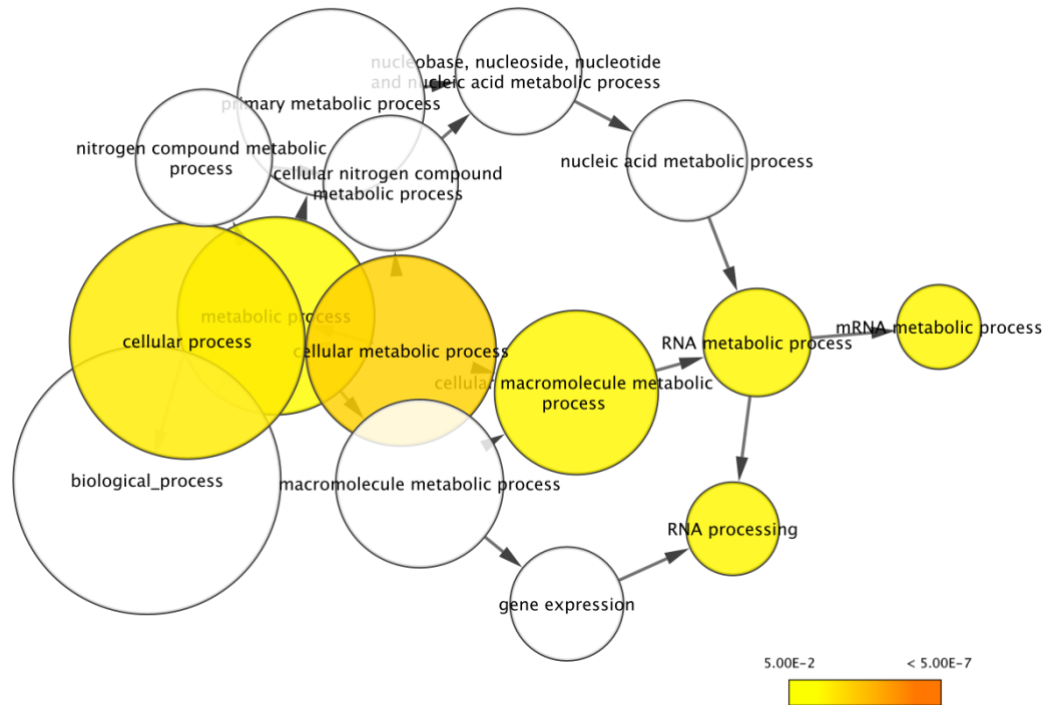 nucleobase, nucleoside, nucleotide
and nucleic acid metabolic process
primary metabolic process
nitrogen compound metabolic
process
cellular nitrogen compound
metabolic process
nucleic acid metabolic process
metabolic process
cellular process
cellular metabolic process
RNA metabolic process
mRNA metabolic process
cellular macromolecule metabolic
process
biological_process
macromolecule metabolic process
RNA processing
gene expression
5.00E-2
< 5.00E-7